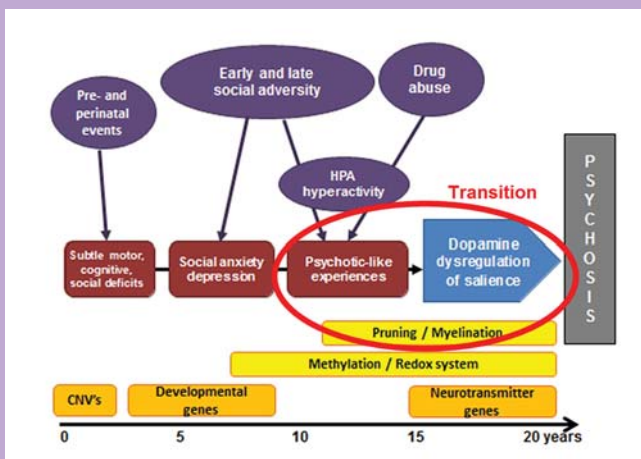 Pre- and
perinatal
events
Early and late
social adversity
Drug
abuse
HPA
hyperactivity
Transition
Subtle motor,
cognitive,
social deficits
Social anxiety
depression
Psychotic-like
experiences
Dopamine
dysregulation
of salience
PSYCHOSIS
Pruning / Myelination
Methylation / Redox system
CNV's
Developmental
genes
Neurotransmitter
genes
0 5 10 15 20 years